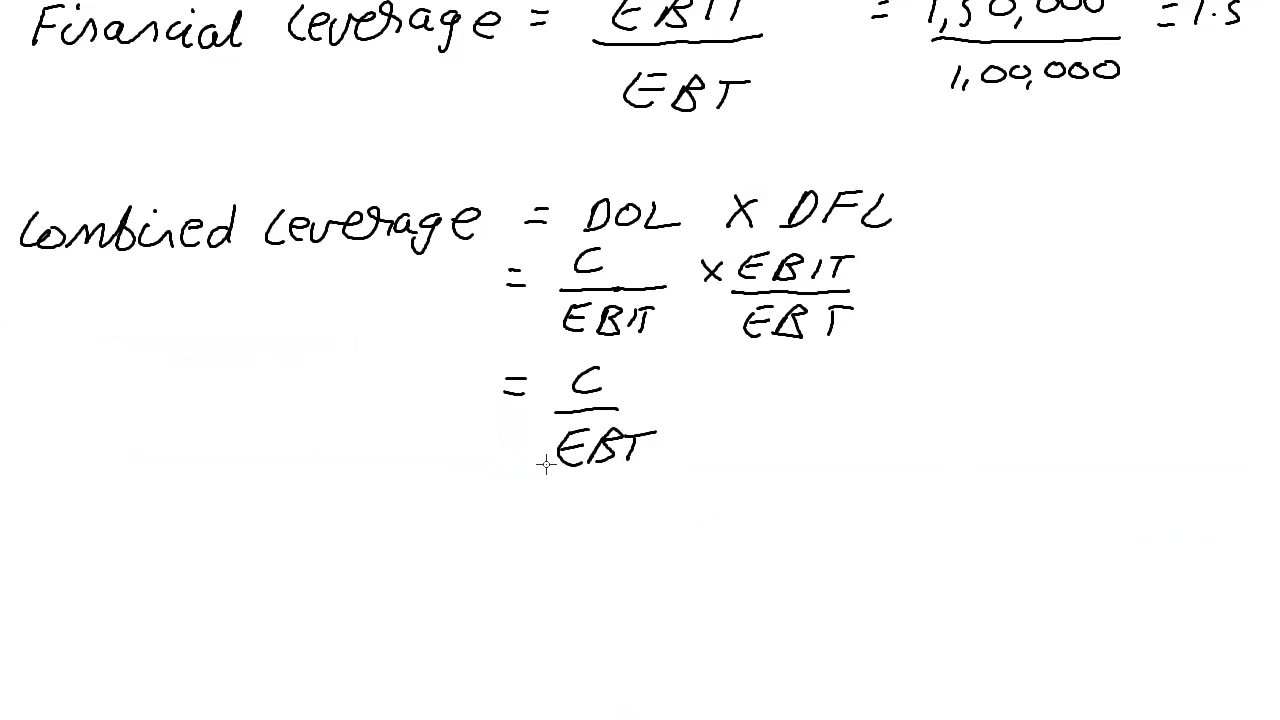 Financial Leverage = EBIT / EBT = 1,50,000 / 1,00,000 = 1.5
Combined Leverage = DOL X DFL
= C / EBIT × EBIT / EBT
= C / EBT